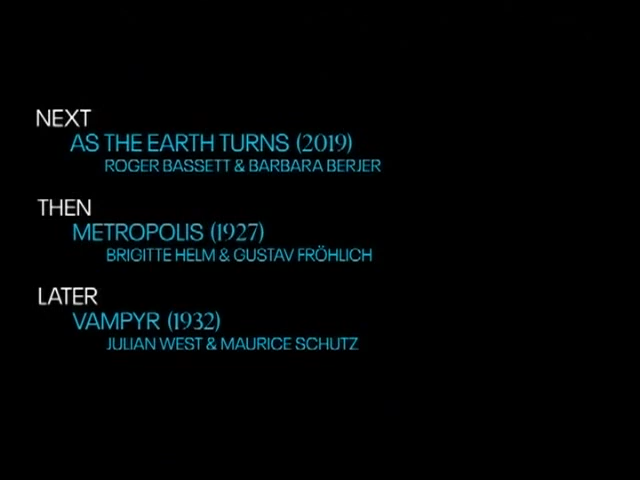 NEXT
AS THE EARTH TURNS (2019)
ROGER BASSETT & BARBARA BERJER
THEN
METROPOLIS (1927)
BRIGITTE HELM & GUSTAV FRÖHLICH
LATER
VAMPYR (1932)
JULIAN WEST & MAURICE SCHUTZ